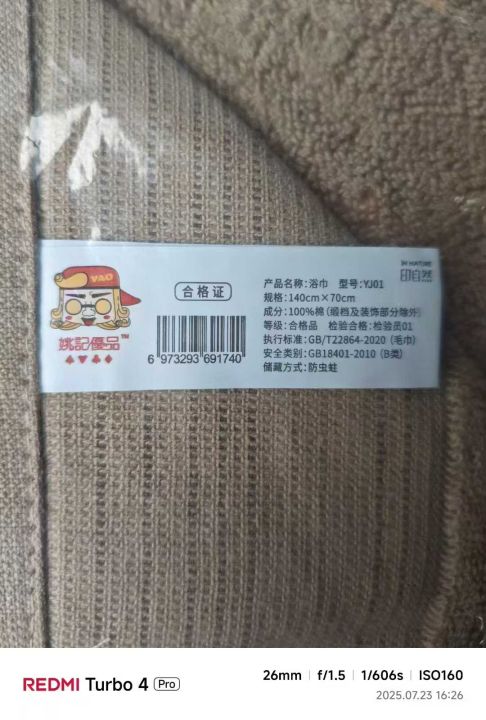 YAO
姚記優品™
合格证
6 973293 691740
IN NATURE
印自然
产品名称:浴巾 型号:YJ01
规格:140cm×70cm
成分:100%棉(缎档及装饰部分除外)
等级:合格品 检验合格:检验员01
执行标准:GB/T22864-2020(毛巾)
安全类别:GB18401-2010(B类)
储藏方式:防虫蛀
REDMI Turbo 4 Pro
26mm f/1.5 1/606s ISO160
2025.07.23 16:26